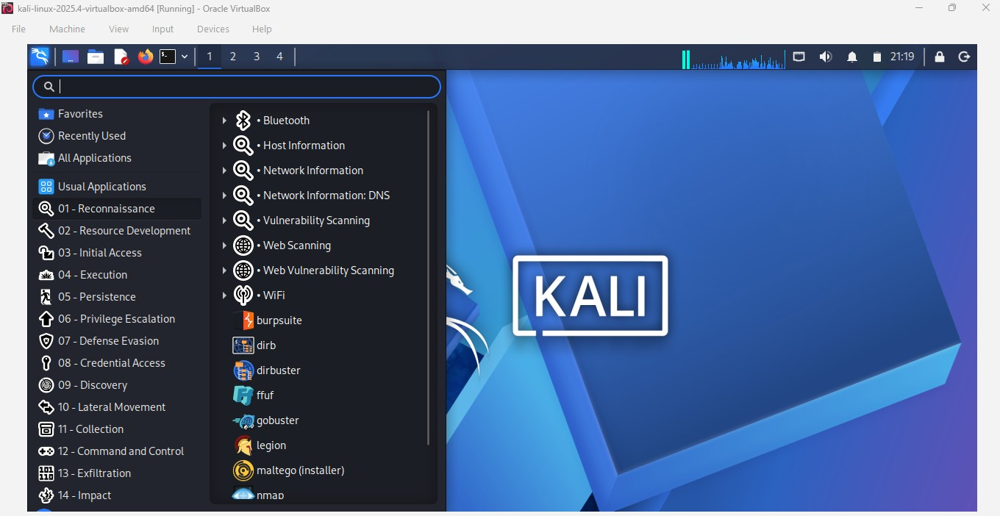 kali-linux-2025.4-virtualbox-amd64 [Running] - Oracle VirtualBox
File Machine View Input Devices Help
1 2 3 4 21:19
Favorites
Recently Used
All Applications
Usual Applications
01 - Reconnaissance
02 - Resource Development
03 - Initial Access
04 - Execution
05 - Persistence
06 - Privilege Escalation
07 - Defense Evasion
08 - Credential Access
09 - Discovery
10 - Lateral Movement
11 - Collection
12 - Command and Control
13 - Exfiltration
14 - Impact
• Bluetooth
• Host Information
• Network Information
• Network Information: DNS
• Vulnerability Scanning
• Web Scanning
• Web Vulnerability Scanning
• WiFi
burpsuite
dirb
dirbuster
ffuf
gobuster
legion
maltego (installer)
nmap
KALI